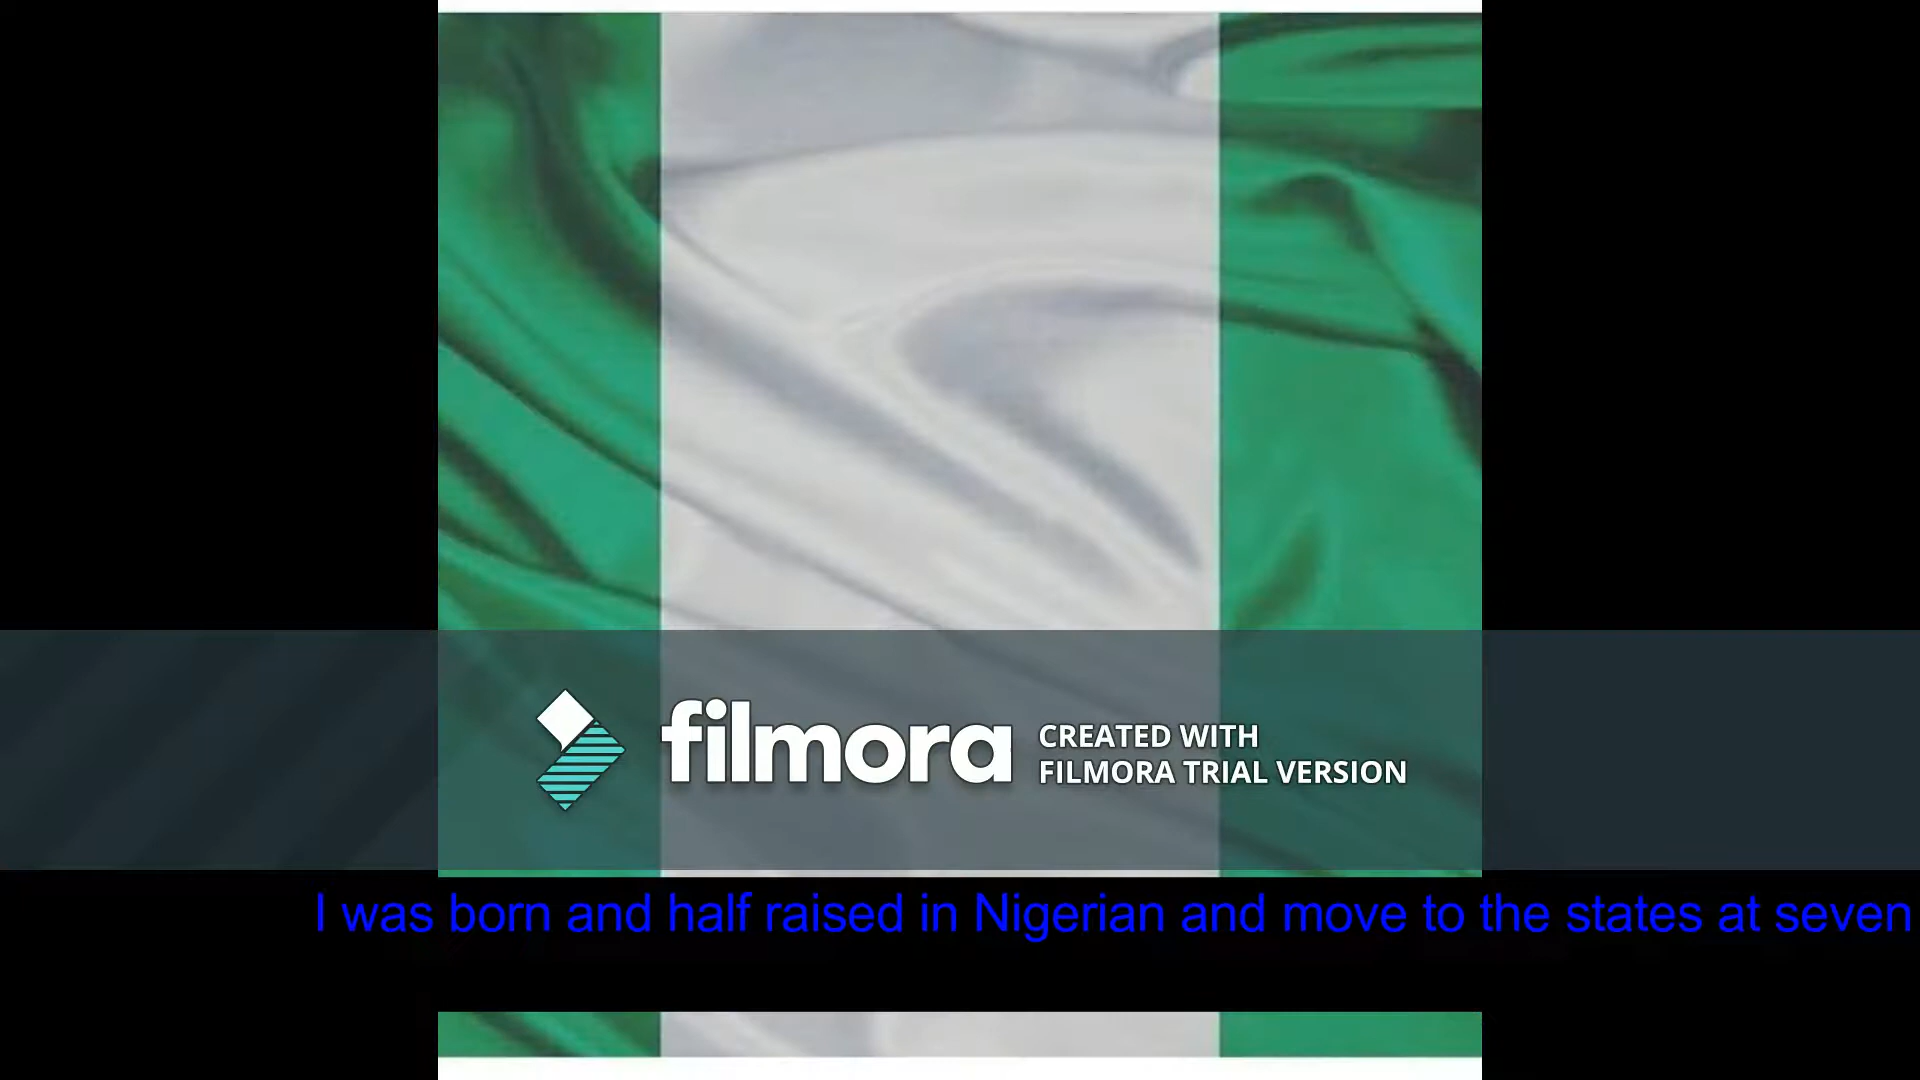 filmora
CREATED WITH
FILMORA TRIAL VERSION
I was born and half raised in Nigerian and move to the states at seven